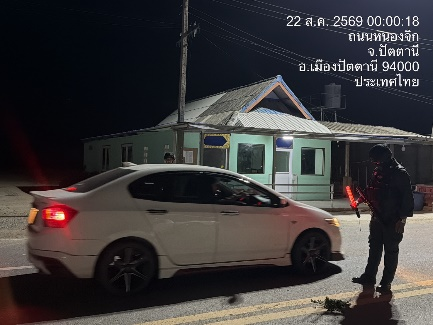 22 ส.ค. 2569 00:00:18
ถนนหนองจิก
จ.ปัตตานี
อ.เมืองปัตตานี 94000
ประเทศไทย